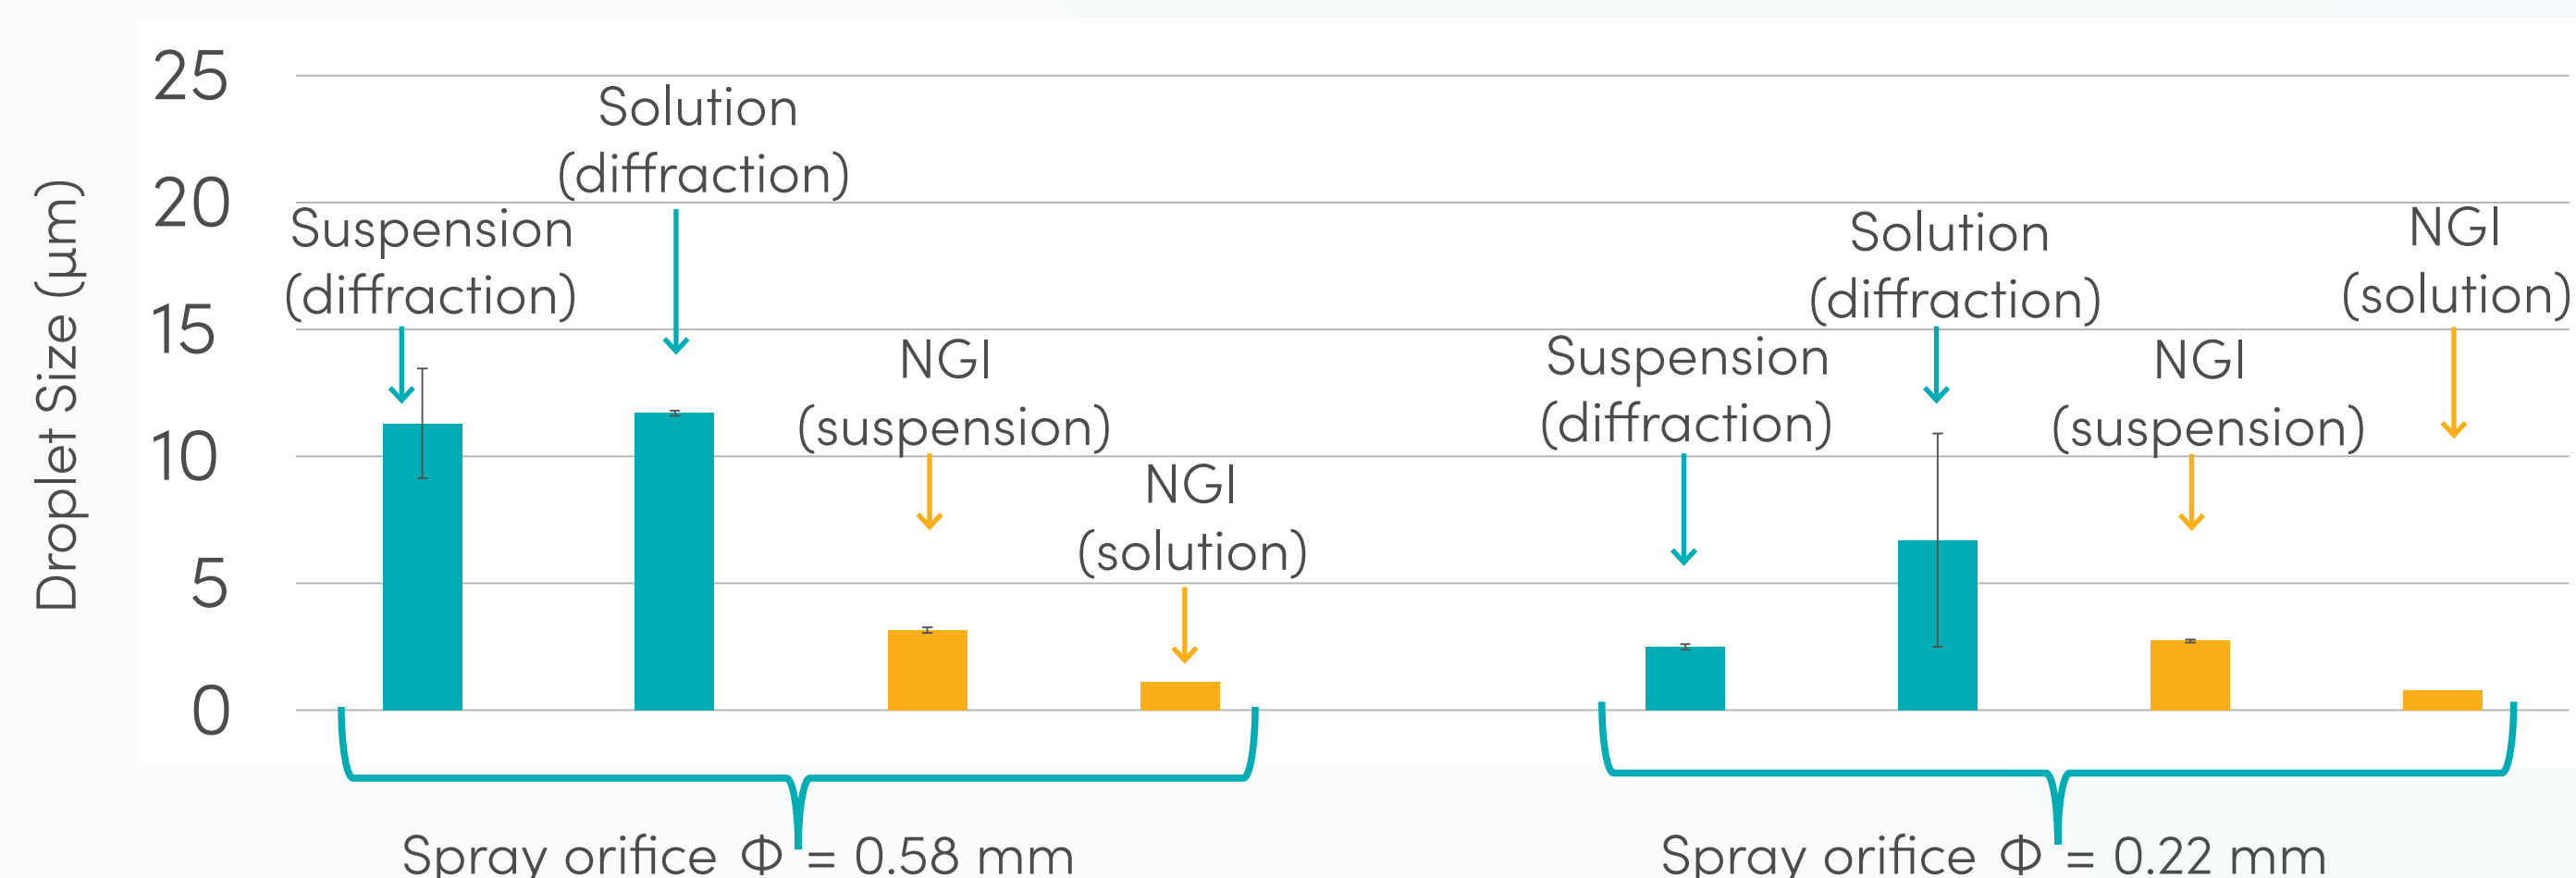 Droplet Size (µm)
25
20
15
10
5
0
Suspension
(diffraction)
Solution
(diffraction)
NGI
(suspension)
NGI
(solution)
Suspension
(diffraction)
Solution
(diffraction)
NGI
(suspension)
NGI
(solution)
Spray orifice Φ = 0.58 mm
Spray orifice Φ = 0.22 mm